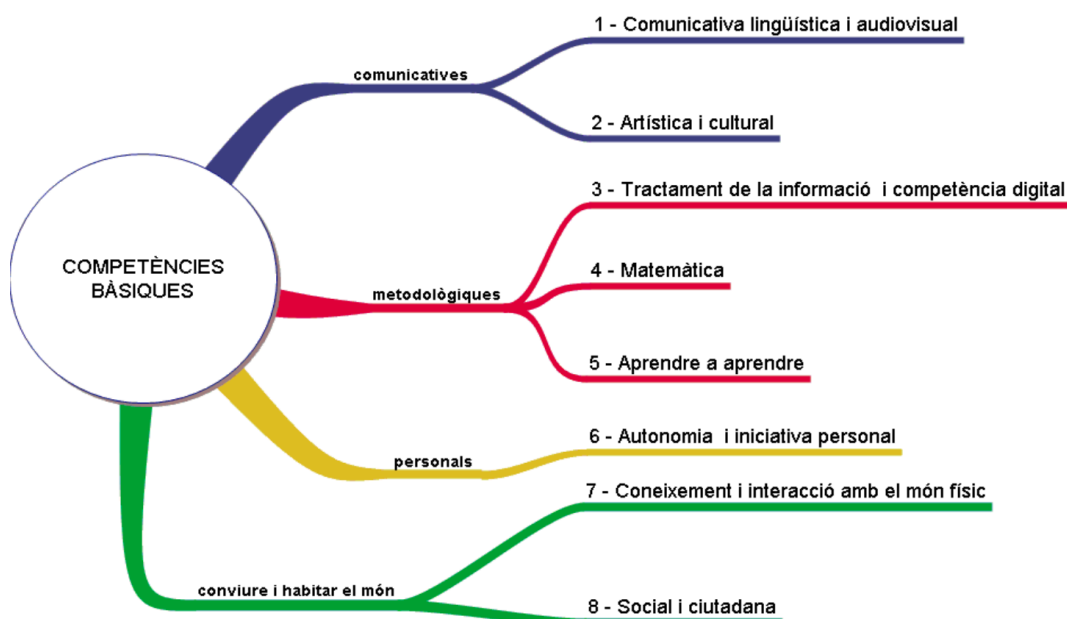 COMPETÈNCIES
BÀSIQUES
comunicatives
1 - Comunicativa lingüística i audiovisual
2 - Artística i cultural
metodològiques
3 - Tractament de la informació i competència digital
4 - Matemàtica
5 - Aprendre a aprendre
personals
6 - Autonomia i iniciativa personal
conviure i habitar el món
7 - Coneixement i interacció amb el món físic
8 - Social i ciutadana